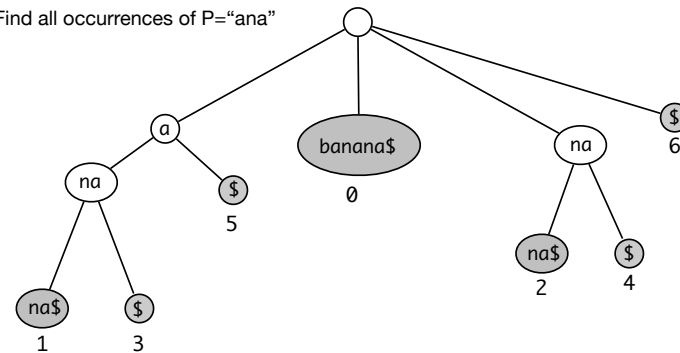 Find all occurrences of P=“ana”
a
banana$
na
$
6
na
$
5
0
na$
2
$
4
na$
1
$
3